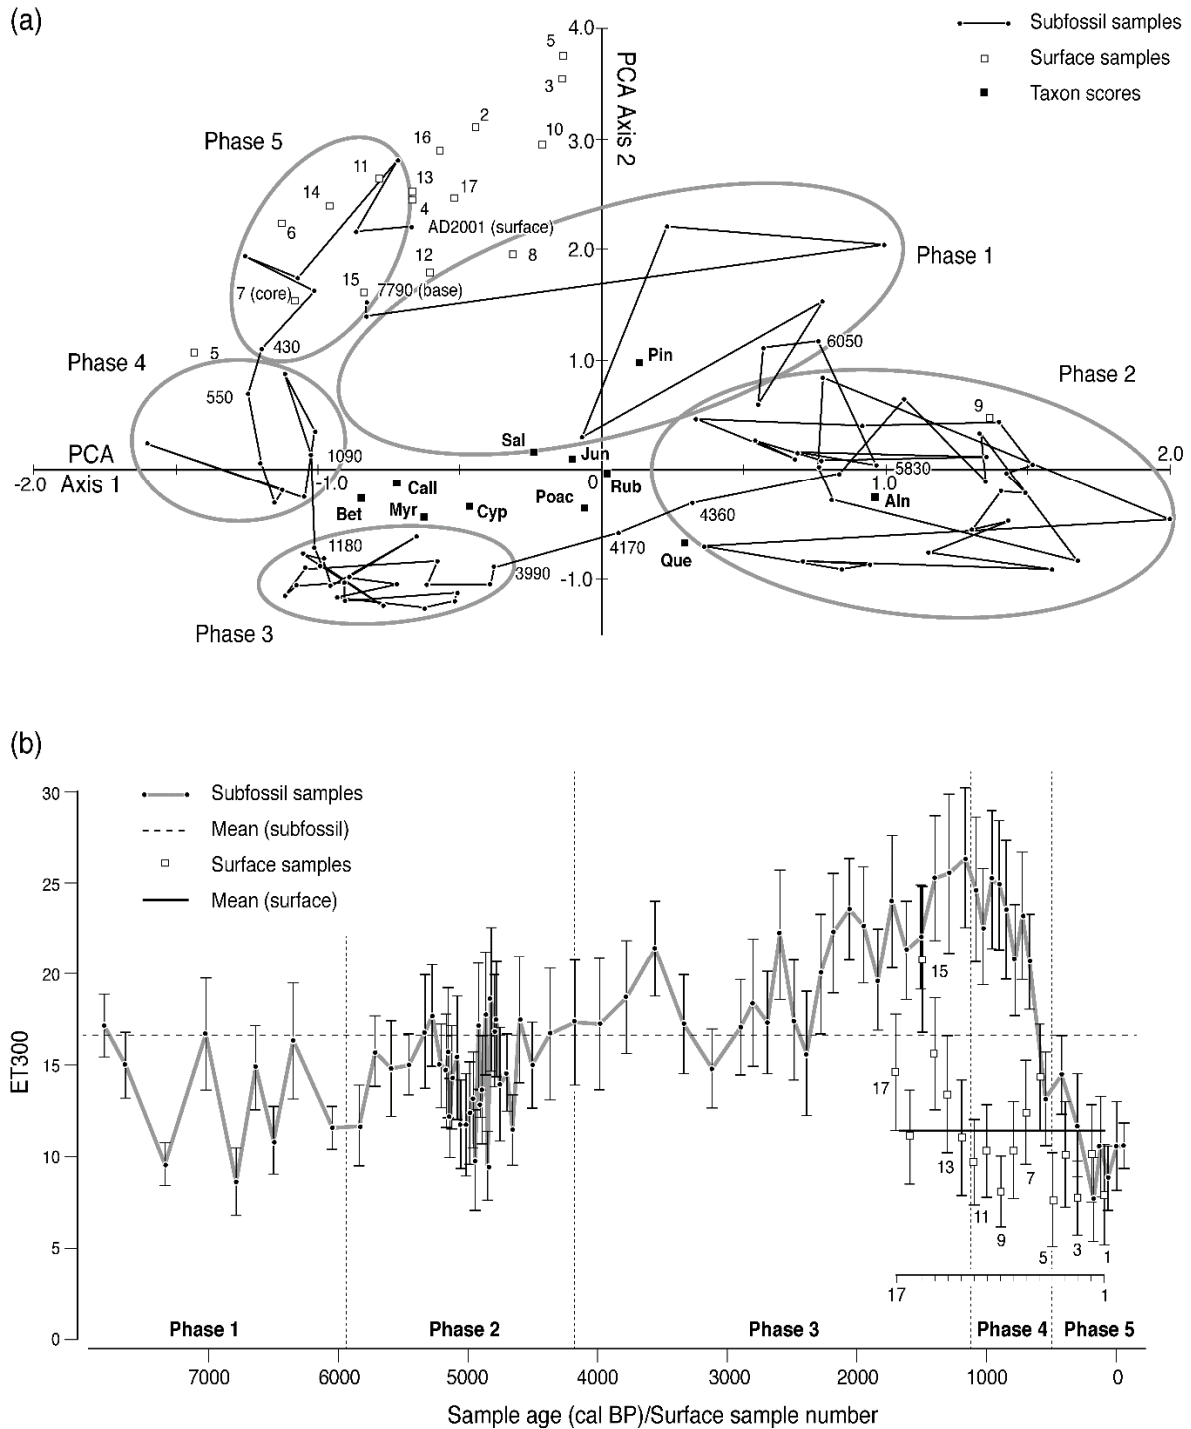 (a)
4.0
Subfossil samples
5
Surface samples
3
Taxon scores
PCA Axis 2
2
10
3.0
16
Phase 5
11
13
14
17
4
6
AD2001 (surface)
2.0
8
12
Phase 1
15
7790 (base)
7 (core)
430
6050
Phase 4
5
1.0
Pin
Phase 2
550
9
Sal
PCA
1090
Jun
2.0
-2.0
Axis 1
-1.0
0
Rub
5830
1.0
Call
Poac
Aln
Bet
Myr
Cyp
4360
1180
4170
Que
3990
-1.0
Phase 3
(b)
30
Subfossil samples
Mean (subfossil)
Surface samples
25
Mean (surface)
20
15
ET300
15
17
10
13
7
11
9
5
3
1
5
17
1
0
Phase 1
Phase 2
Phase 3
Phase 4
Phase 5
7000
6000
5000
4000
3000
2000
1000
0
Sample age (cal BP)/Surface sample number